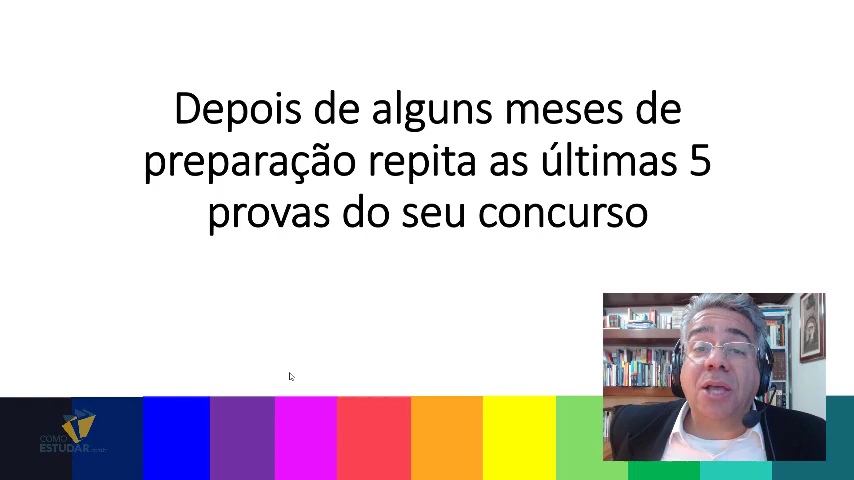 Depois de alguns meses de
preparação repita as últimas 5
provas do seu concurso
COMO
ESTUDAR